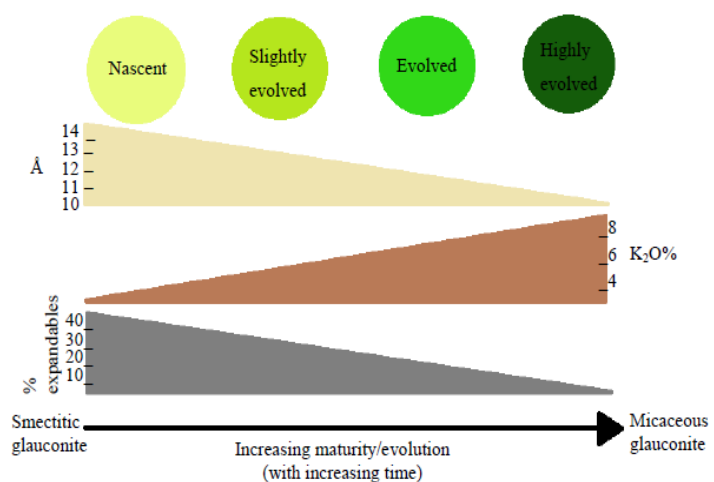 Nascent
Slightly
evolved
Evolved
Highly
evolved
14
13
12
11
10
Å
8
6
4
K₂O%
40
30
20
10
%
expandables
Smectitic
glauconite
Micaceous
glauconite
Increasing maturity/evolution
(with increasing time)